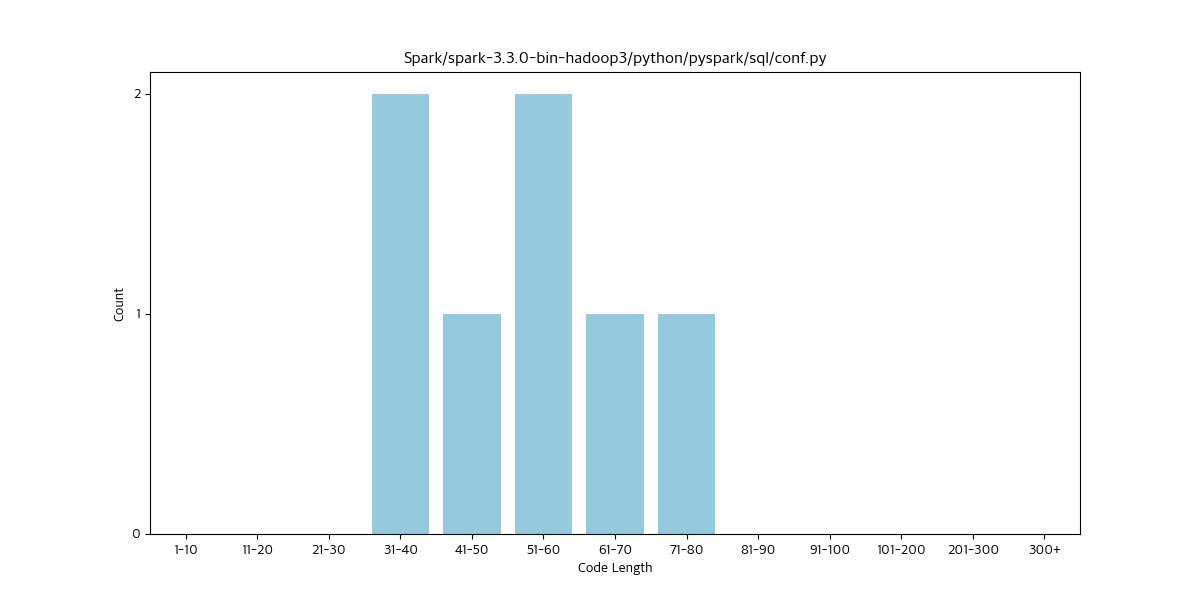 Spark/spark-3.3.0-bin-hadoop3/python/pyspark/sql/conf.py
2
1
0
Count
1-10 11-20 21-30 31-40 41-50 51-60 61-70 71-80 81-90 91-100 101-200 201-300 300+
Code Length